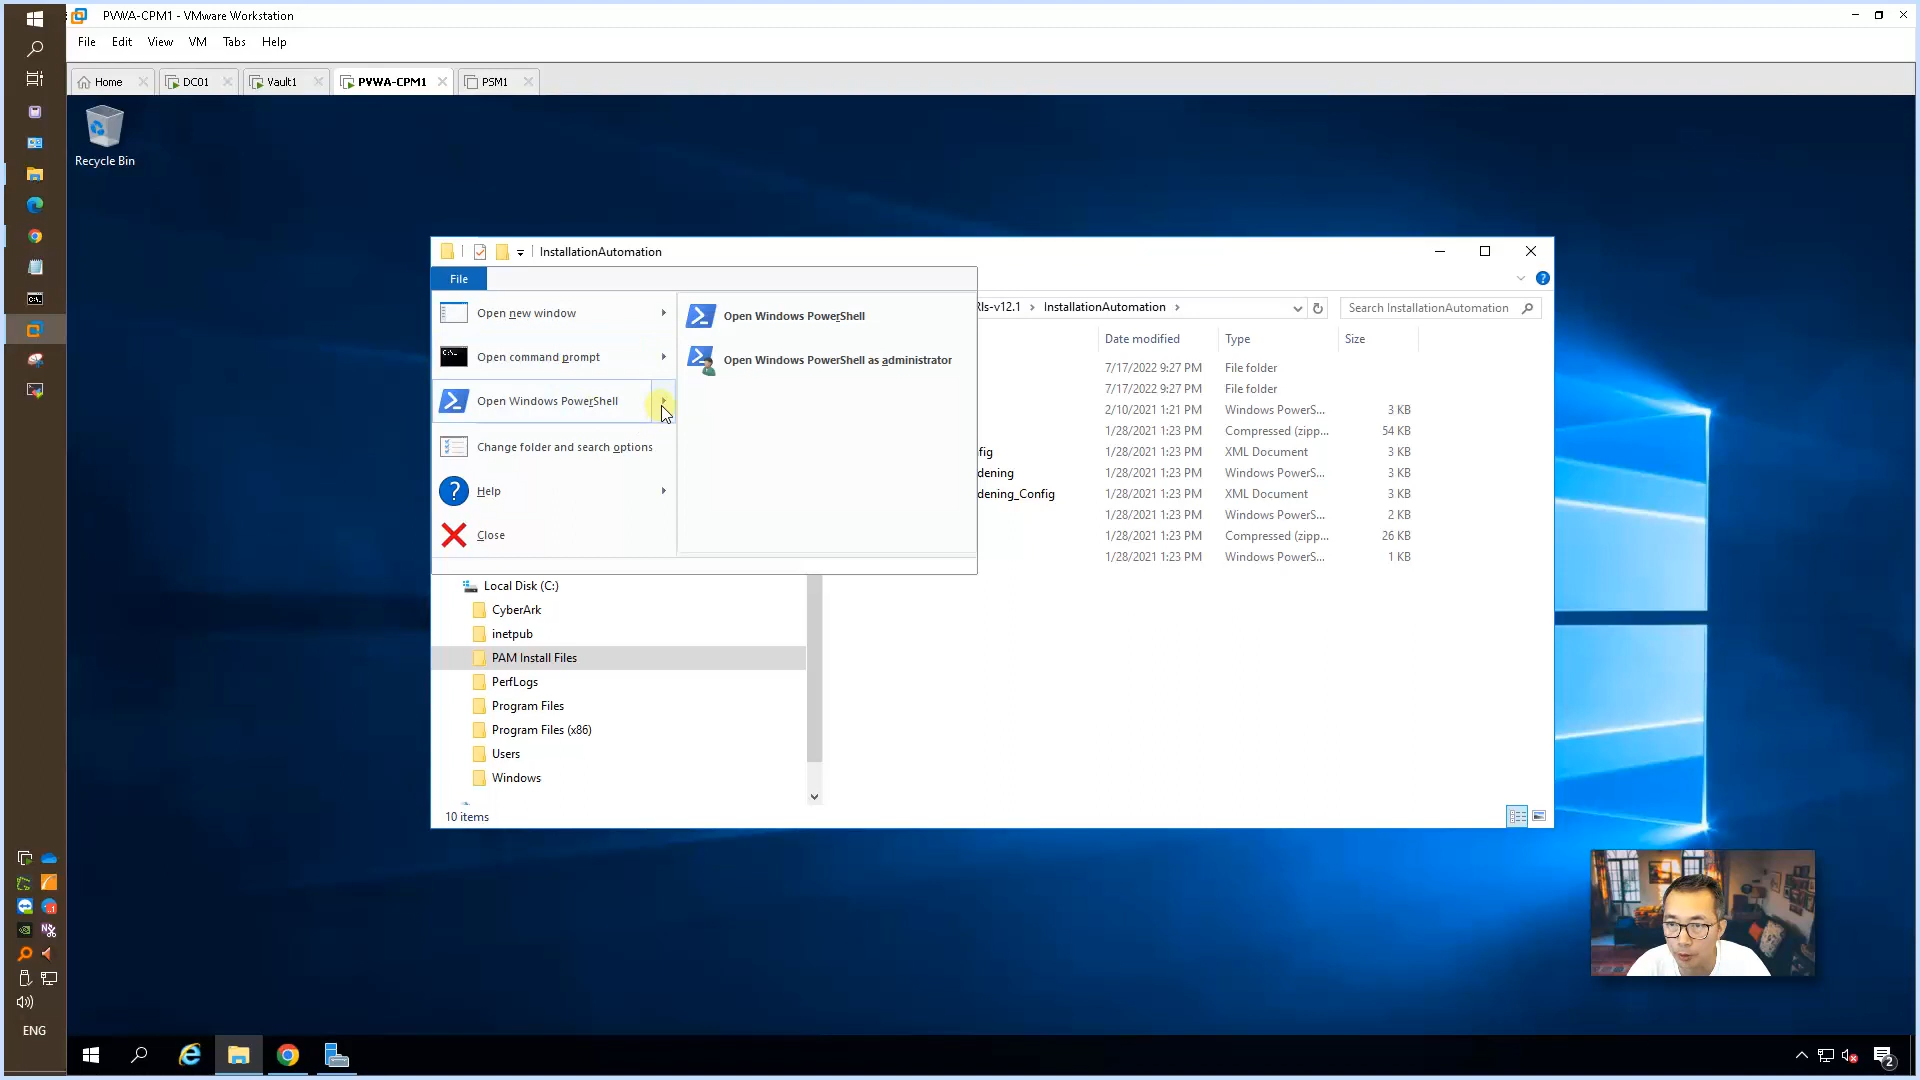 PVWA-CPM1 - VMware Workstation
File Edit View VM Tabs Help
Home DC01 Vault1 PVWA-CPM1 PSM1
Recycle Bin
InstallationAutomation
File
Open new window
Open command prompt
Open Windows PowerShell
Change folder and search options
Help
Close
Open Windows PowerShell
Open Windows PowerShell as administrator
Rls-v12.1 InstallationAutomation
Search InstallationAutomation
Date modified Type Size
7/17/2022 9:27 PM File folder
7/17/2022 9:27 PM File folder
2/10/2021 1:21 PM Windows PowerS... 3 KB
1/28/2021 1:23 PM Compressed (zipp... 54 KB
fig 1/28/2021 1:23 PM XML Document 3 KB
dening 1/28/2021 1:23 PM Windows PowerS... 3 KB
dening_Config 1/28/2021 1:23 PM XML Document 3 KB
1/28/2021 1:23 PM Windows PowerS... 2 KB
1/28/2021 1:23 PM Compressed (zipp... 26 KB
1/28/2021 1:23 PM Windows PowerS... 1 KB
Local Disk (C:)
CyberArk
inetpub
PAM Install Files
PerfLogs
Program Files
Program Files (x86)
Users
Windows
10 items
ENG
2